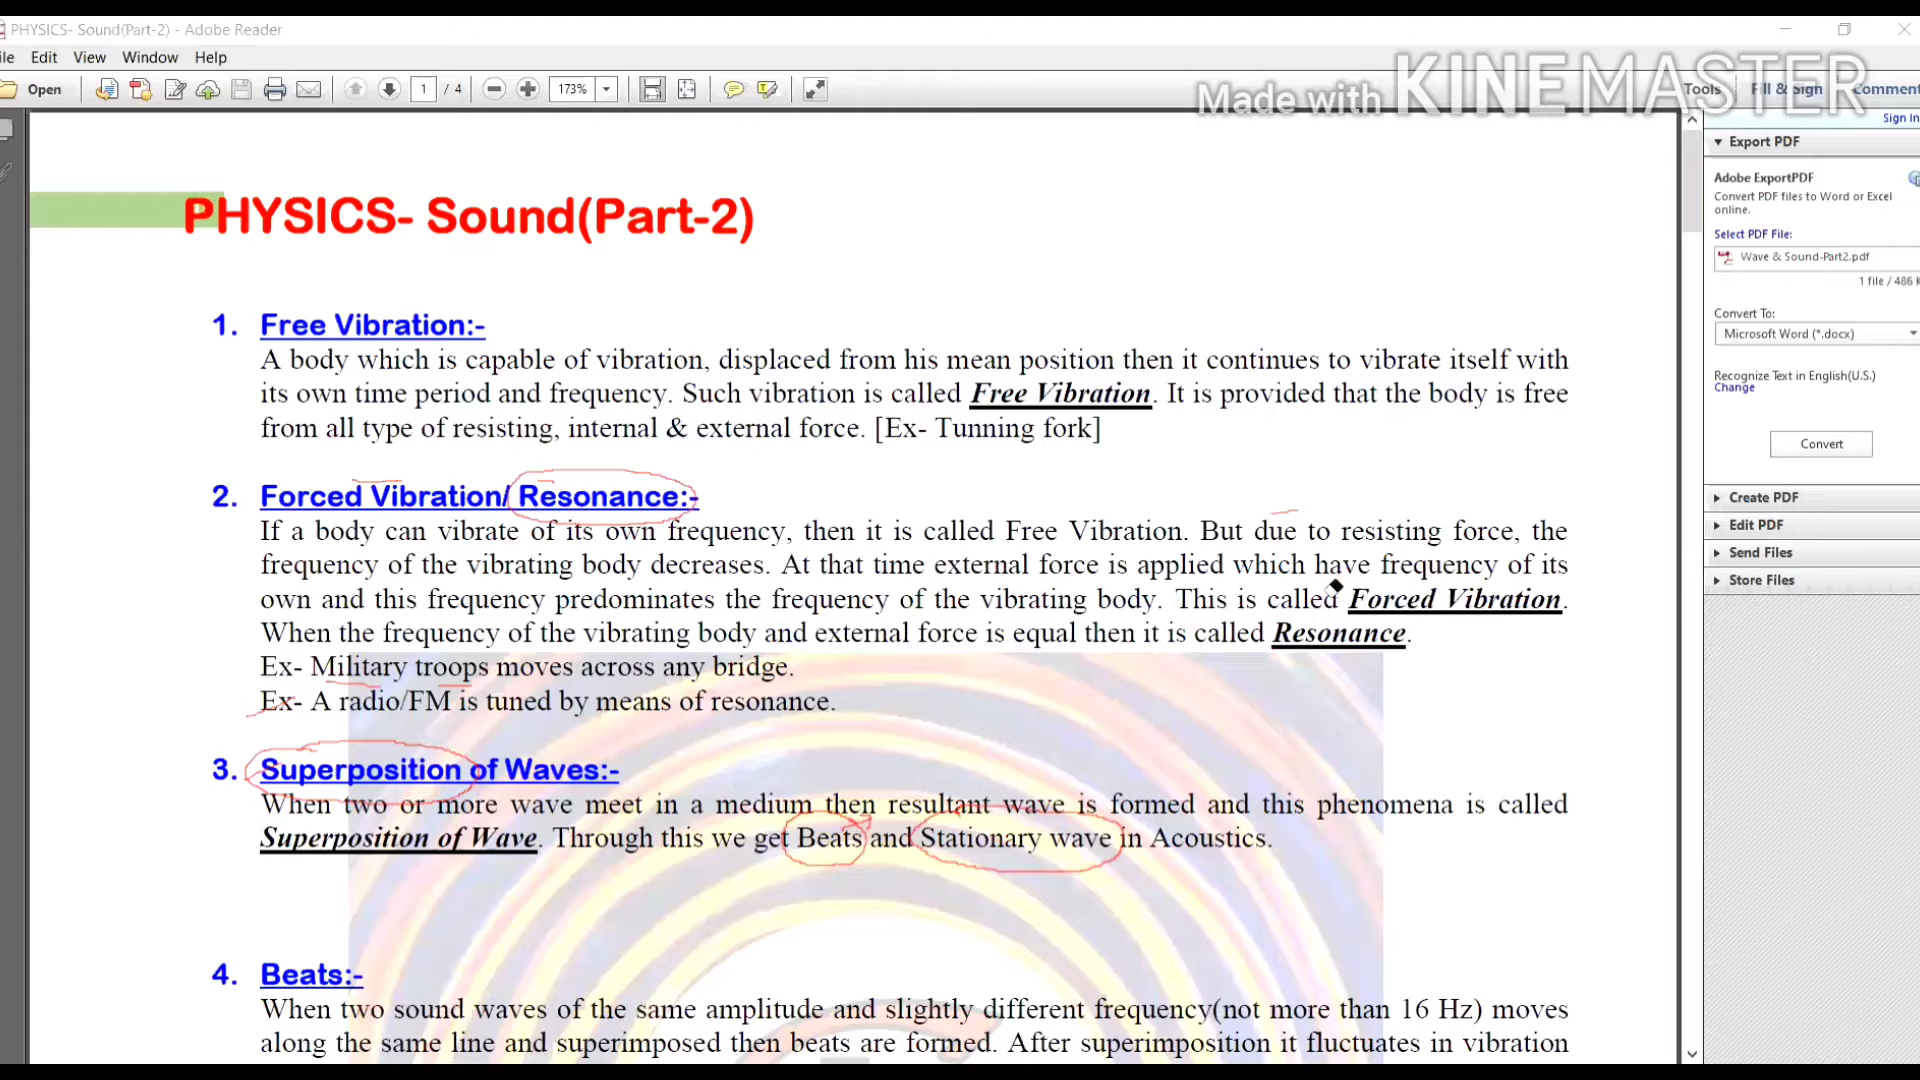 PHYSICS- Sound(Part-2) - Adobe Reader
Edit View Window Help
Made with KINEMASTER
Open 1 / 4 173% Tools Fill & Sign Comment
Sign In
Export PDF
Adobe ExportPDF
Convert PDF files to Word or Excel
online.
Select PDF File:
Wave & Sound-Part2.pdf
1 file / 486 K
Convert To:
Microsoft Word (*.docx)
Recognize Text in English(U.S.)
Change
Convert
Create PDF
Edit PDF
Send Files
Store Files
PHYSICS- Sound(Part-2)
1. Free Vibration:-
A body which is capable of vibration, displaced from his mean position then it continues to vibrate itself with
its own time period and frequency. Such vibration is called Free Vibration. It is provided that the body is free
from all type of resisting, internal & external force. [Ex- Tunning fork]
2. Forced Vibration/ Resonance:-
If a body can vibrate of its own frequency, then it is called Free Vibration. But due to resisting force, the
frequency of the vibrating body decreases. At that time external force is applied which have frequency of its
own and this frequency predominates the frequency of the vibrating body. This is called Forced Vibration.
When the frequency of the vibrating body and external force is equal then it is called Resonance.
Ex- Military troops moves across any bridge.
Ex- A radio/FM is tuned by means of resonance.
3. Superposition of Waves:-
When two or more wave meet in a medium then resultant wave is formed and this phenomena is called
Superposition of Wave. Through this we get Beats and Stationary wave in Acoustics.
4. Beats:-
When two sound waves of the same amplitude and slightly different frequency(not more than 16 Hz) moves
along the same line and superimposed then beats are formed. After superimposition it fluctuates in vibration